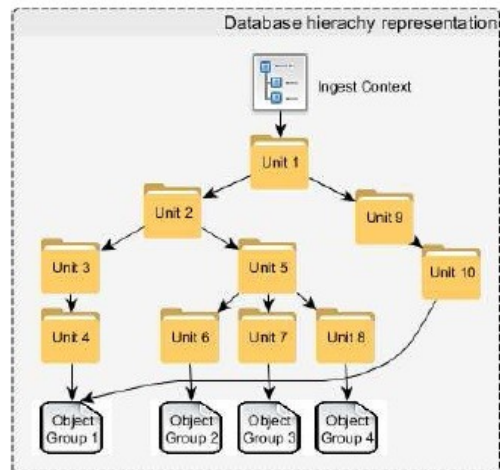 Database hierachy representation
Ingest Context
Unit 1
Unit 2
Unit 9
Unit 3
Unit 5
Unit 10
Unit 4
Unit 6
Unit 7
Unit 8
Object
Group 1
Object
Group 2
Object
Group 3
Object
Group 4